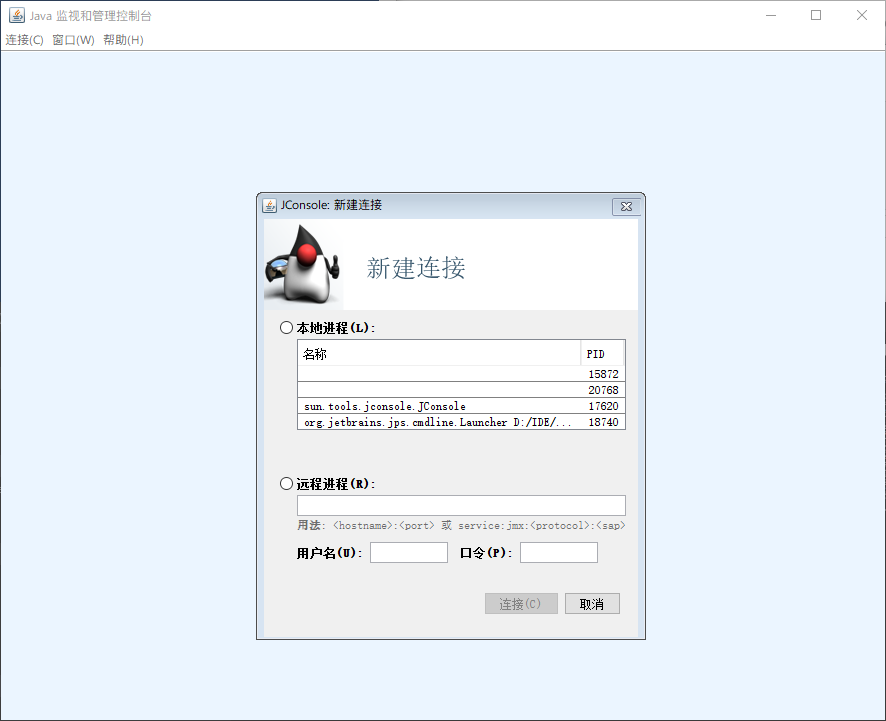 Java 监视和管理控制台
连接(C) 窗口(W) 帮助(H)
JConsole: 新建连接
新建连接
本地进程(L):
名称 PID
15872
20768
sun.tools.jconsole.JConsole 17620
org.jetbrains.jps.cmdline.Launcher D:/IDE/... 18740
远程进程(R):
用法: <hostname>:<port> 或 service:jmx:<protocol>:<sap>
用户名(U): 口令(P):
连接(C) 取消